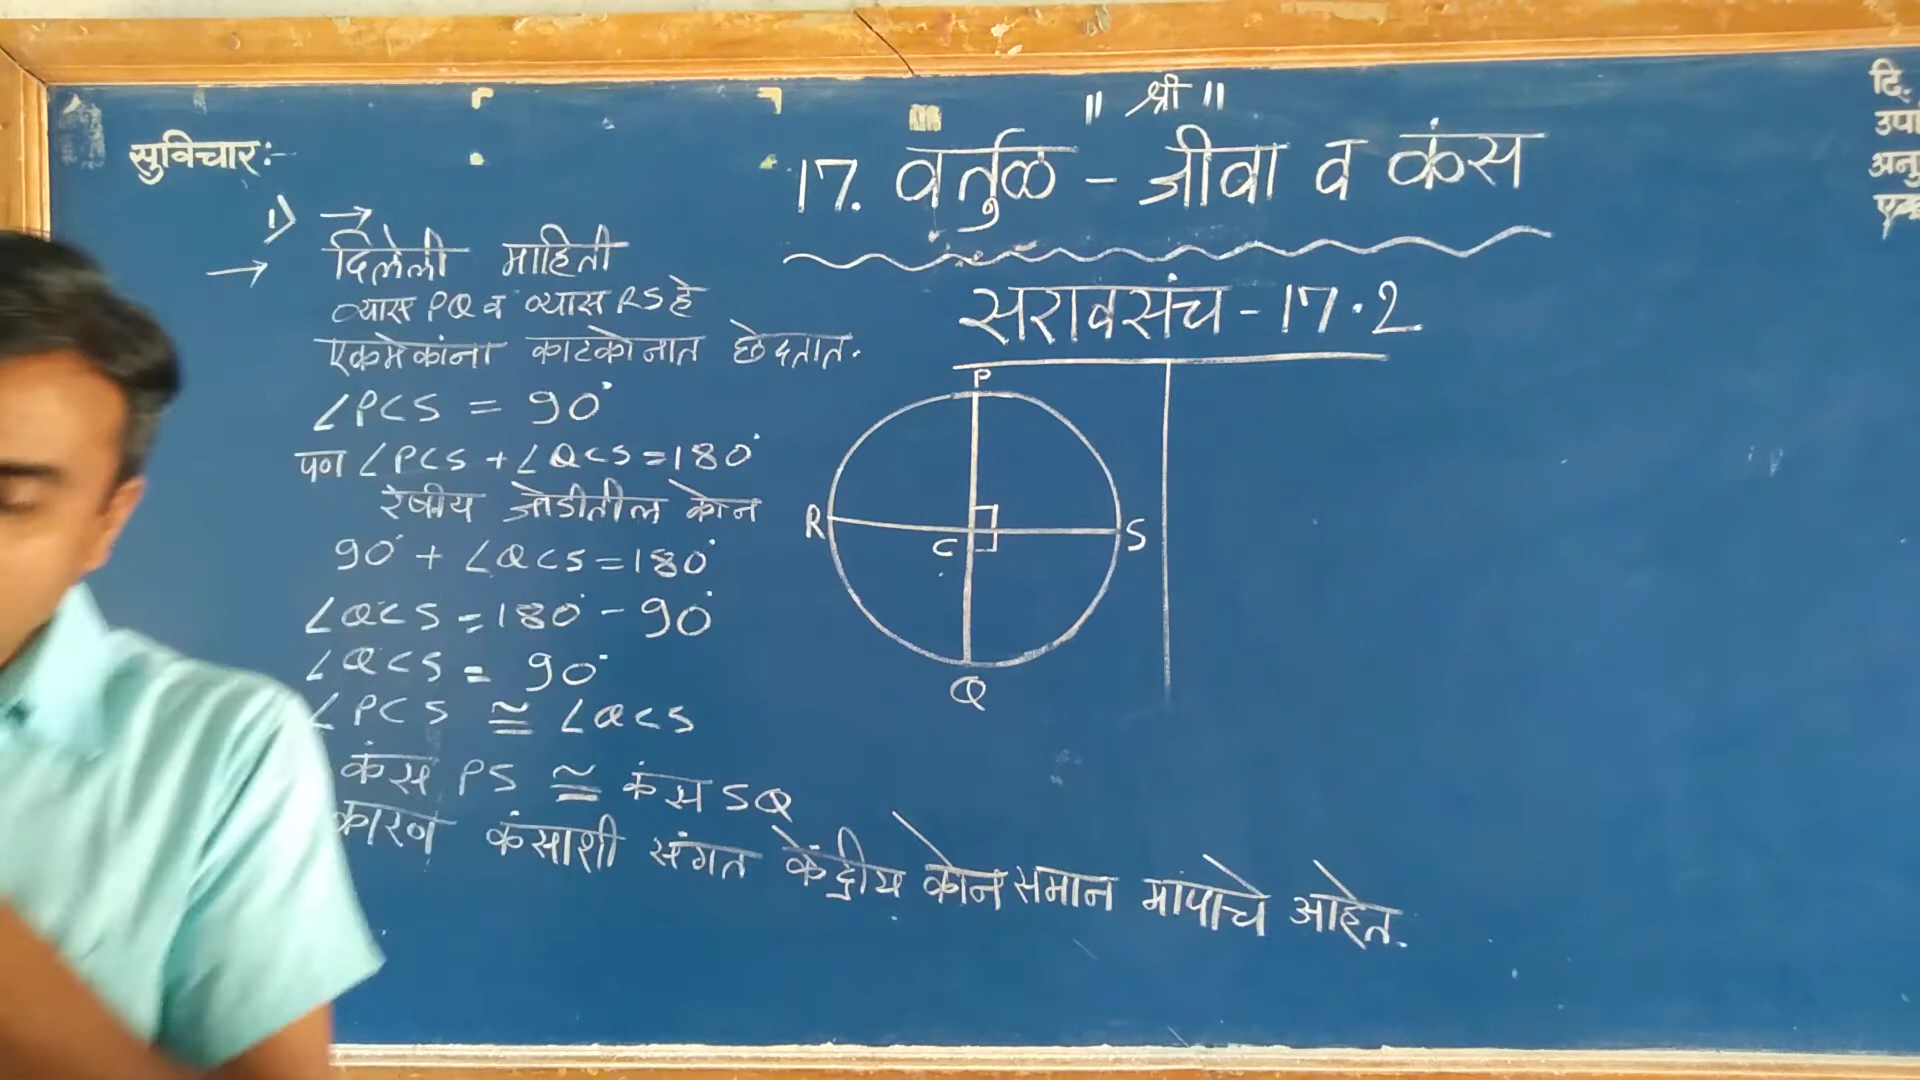 ॥ श्री ॥
सुविचार:-
17. वर्तुळ - जीवा व कंस
सरावसंच - 17.2
1) →
→ दिलेली माहिती
व्यास PQ व व्यास RS हे
एकमेकांना काटकोनात छेदतात.
∠PCS = 90°
पण ∠PCS + ∠QCS = 180°
रेषीय जोडीतील कोन
90° + ∠QCS = 180°
∠QCS = 180° - 90°
∠QCS = 90°
∠PCS ≅ ∠QCS
कंस PS ≅ कंस SQ
कारण कंसाशी संगत केंद्रीय कोन समान मापाचे आहेत.
P
R
S
C
Q
दि.